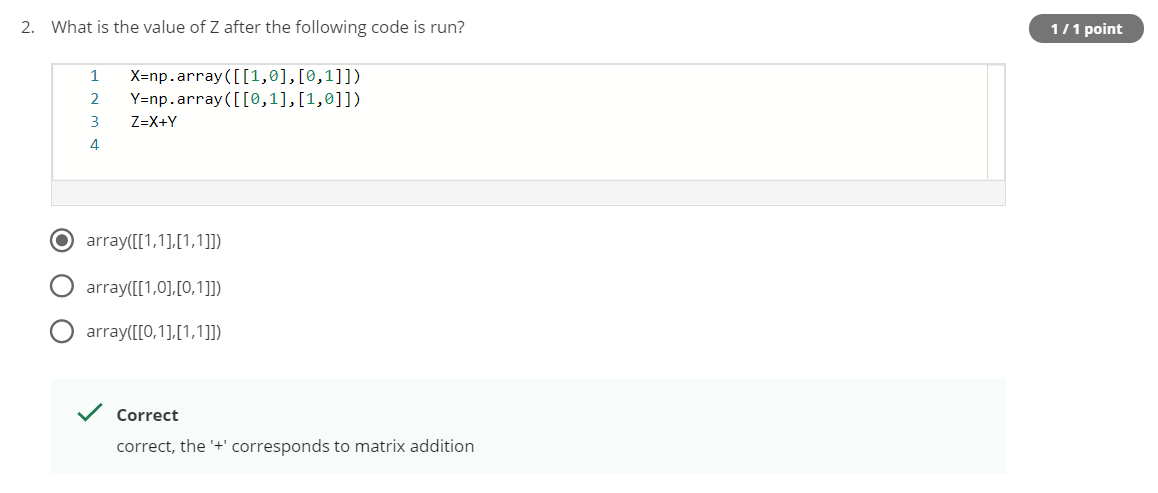 2. What is the value of Z after the following code is run?
1 / 1 point
1 X=np.array([[1,0],[0,1]])
2 Y=np.array([[0,1],[1,0]])
3 Z=X+Y
4
array([[1,1],[1,1]])
array([[1,0],[0,1]])
array([[0,1],[1,1]])
Correct
correct, the '+' corresponds to matrix addition